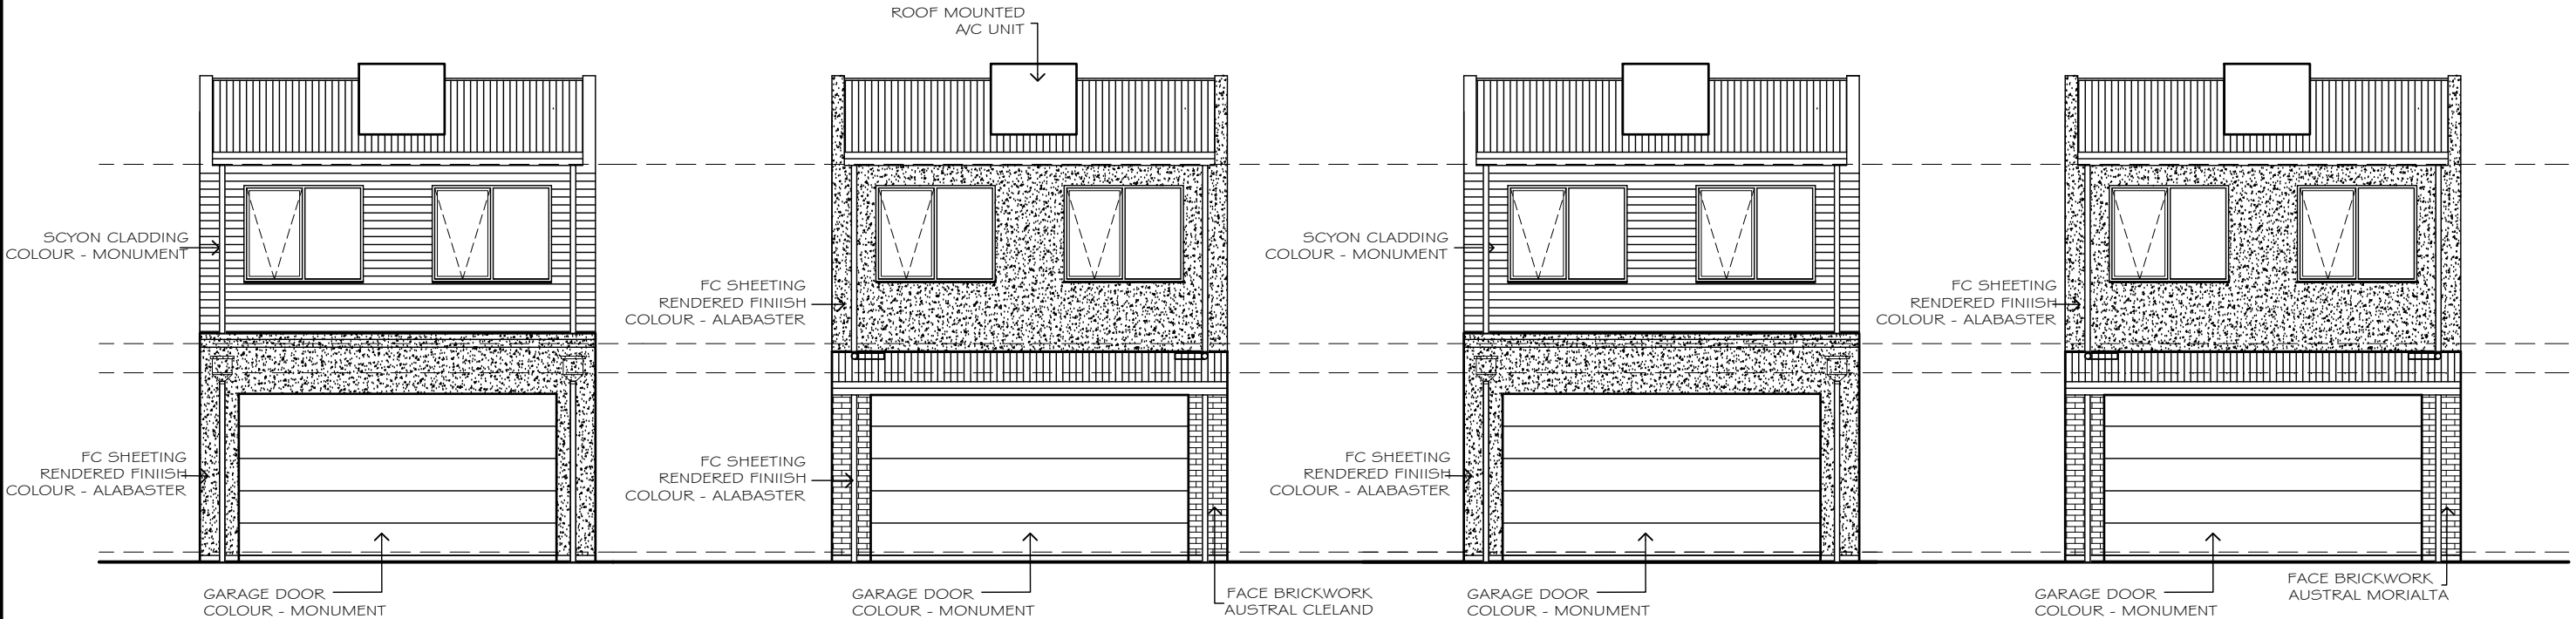 ROOF MOUNTED
A/C UNIT
SCYON CLADDING
COLOUR - MONUMENT
FC SHEETING
RENDERED FINIISH
COLOUR - ALABASTER
GARAGE DOOR
COLOUR - MONUMENT
FC SHEETING
RENDERED FINIISH
COLOUR - ALABASTER
FC SHEETING
RENDERED FINIISH
COLOUR - ALABASTER
GARAGE DOOR
COLOUR - MONUMENT
FACE BRICKWORK
AUSTRAL CLELAND
SCYON CLADDING
COLOUR - MONUMENT
FC SHEETING
RENDERED FINIISH
COLOUR - ALABASTER
GARAGE DOOR
COLOUR - MONUMENT
FC SHEETING
RENDERED FINIISH
COLOUR - ALABASTER
GARAGE DOOR
COLOUR - MONUMENT
FACE BRICKWORK
AUSTRAL MORIALTA